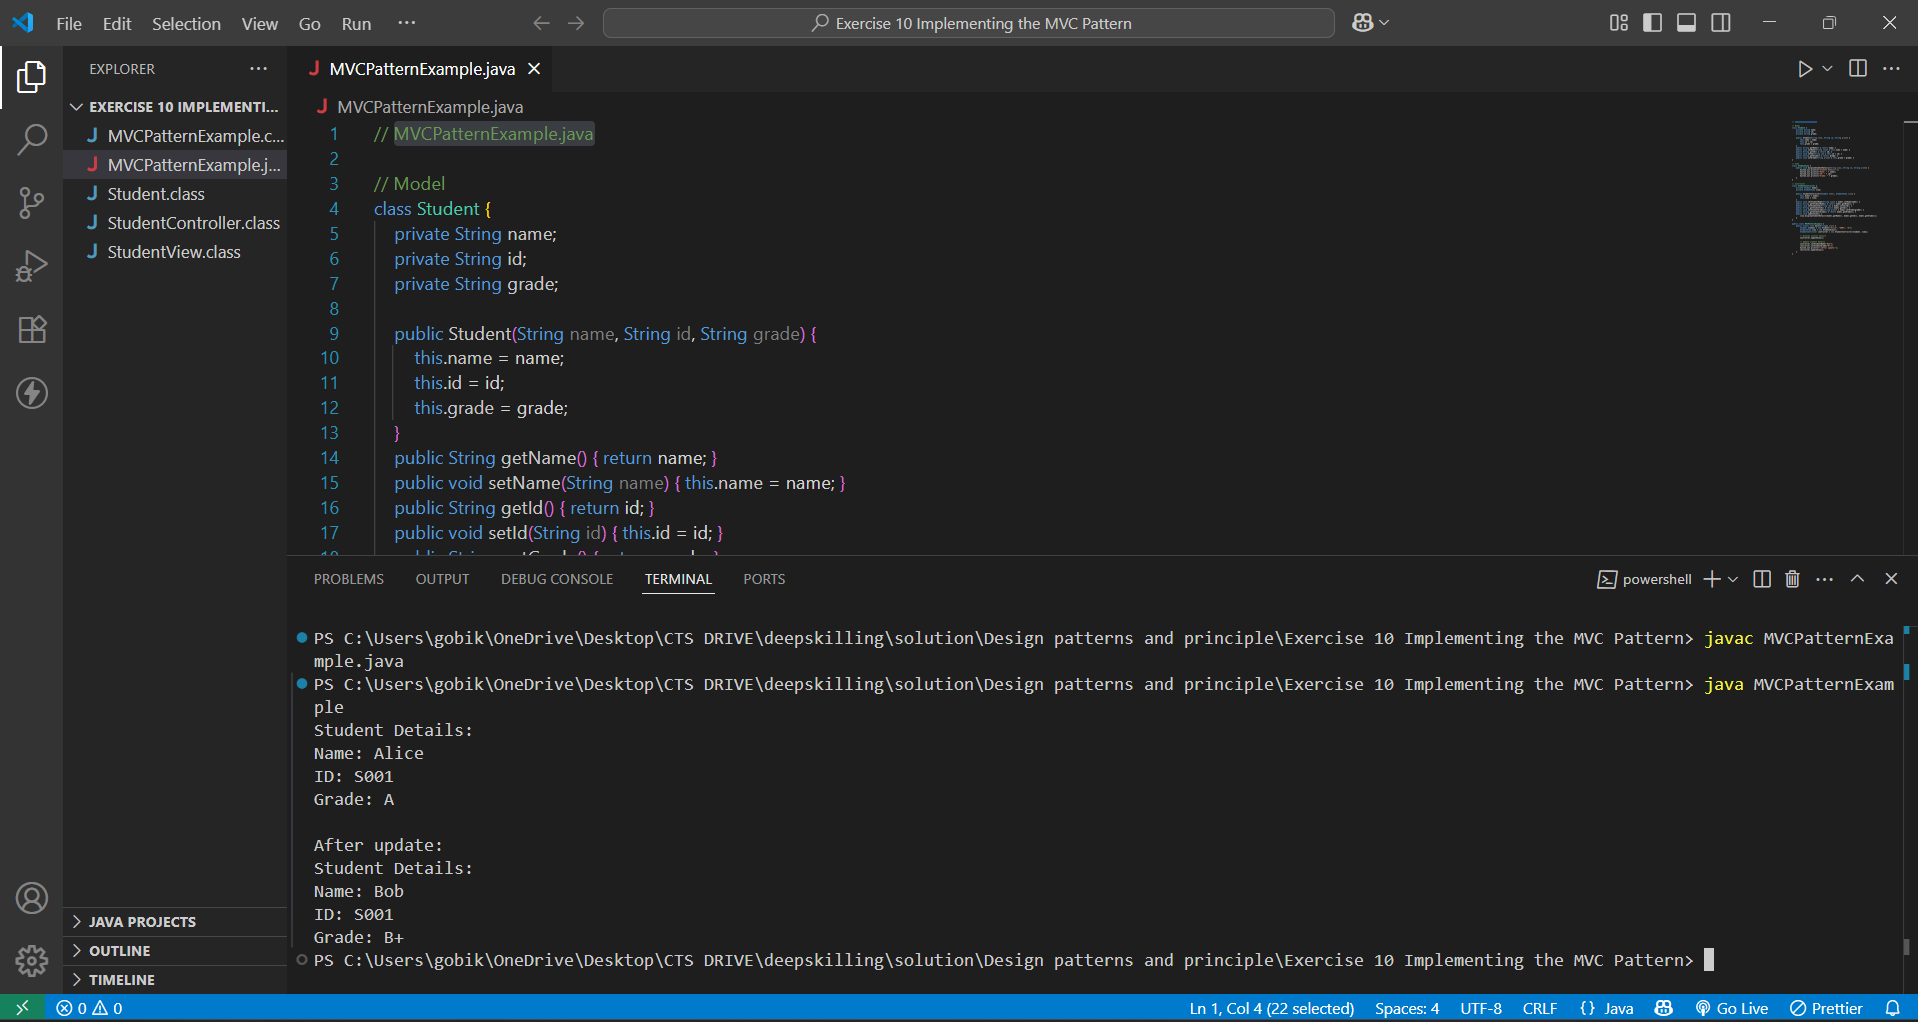 File Edit Selection View Go Run ··· Exercise 10 Implementing the MVC Pattern
EXPLORER ···
EXERCISE 10 IMPLEMENTI...
MVCPatternExample.c...
MVCPatternExample.j...
Student.class
StudentController.class
StudentView.class
JAVA PROJECTS
OUTLINE
TIMELINE
MVCPatternExample.java
MVCPatternExample.java
1 // MVCPatternExample.java
2
3 // Model
4 class Student {
5 private String name;
6 private String id;
7 private String grade;
8
9 public Student(String name, String id, String grade) {
10 this.name = name;
11 this.id = id;
12 this.grade = grade;
13 }
14 public String getName() { return name; }
15 public void setName(String name) { this.name = name; }
16 public String getId() { return id; }
17 public void setId(String id) { this.id = id; }
PROBLEMS OUTPUT DEBUG CONSOLE TERMINAL PORTS powershell
PS C:\Users\gobik\OneDrive\Desktop\CTS DRIVE\deepskilling\solution\Design patterns and principle\Exercise 10 Implementing the MVC Pattern> javac MVCPatternExa
mple.java
PS C:\Users\gobik\OneDrive\Desktop\CTS DRIVE\deepskilling\solution\Design patterns and principle\Exercise 10 Implementing the MVC Pattern> java MVCPatternExam
ple
Student Details:
Name: Alice
ID: S001
Grade: A
After update:
Student Details:
Name: Bob
ID: S001
Grade: B+
PS C:\Users\gobik\OneDrive\Desktop\CTS DRIVE\deepskilling\solution\Design patterns and principle\Exercise 10 Implementing the MVC Pattern>
0 0 Ln 1, Col 4 (22 selected) Spaces: 4 UTF-8 CRLF {} Java Go Live Prettier